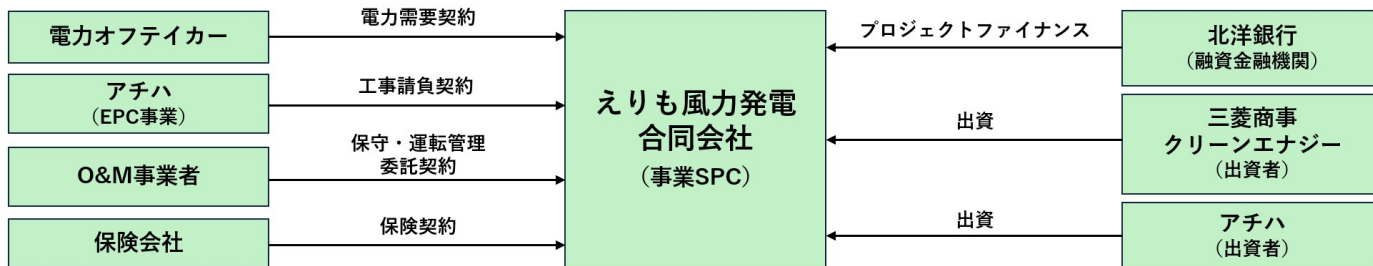 電力オフテイカー
電力需要契約
アチハ
（EPC事業）
工事請負契約
O&M事業者
保守・運転管理
委託契約
保険会社
保険契約
えりも風力発電
合同会社
（事業SPC）
プロジェクトファイナンス
北洋銀行
（融資金融機関）
出資
三菱商事
クリーンエナジー
（出資者）
出資
アチハ
（出資者）